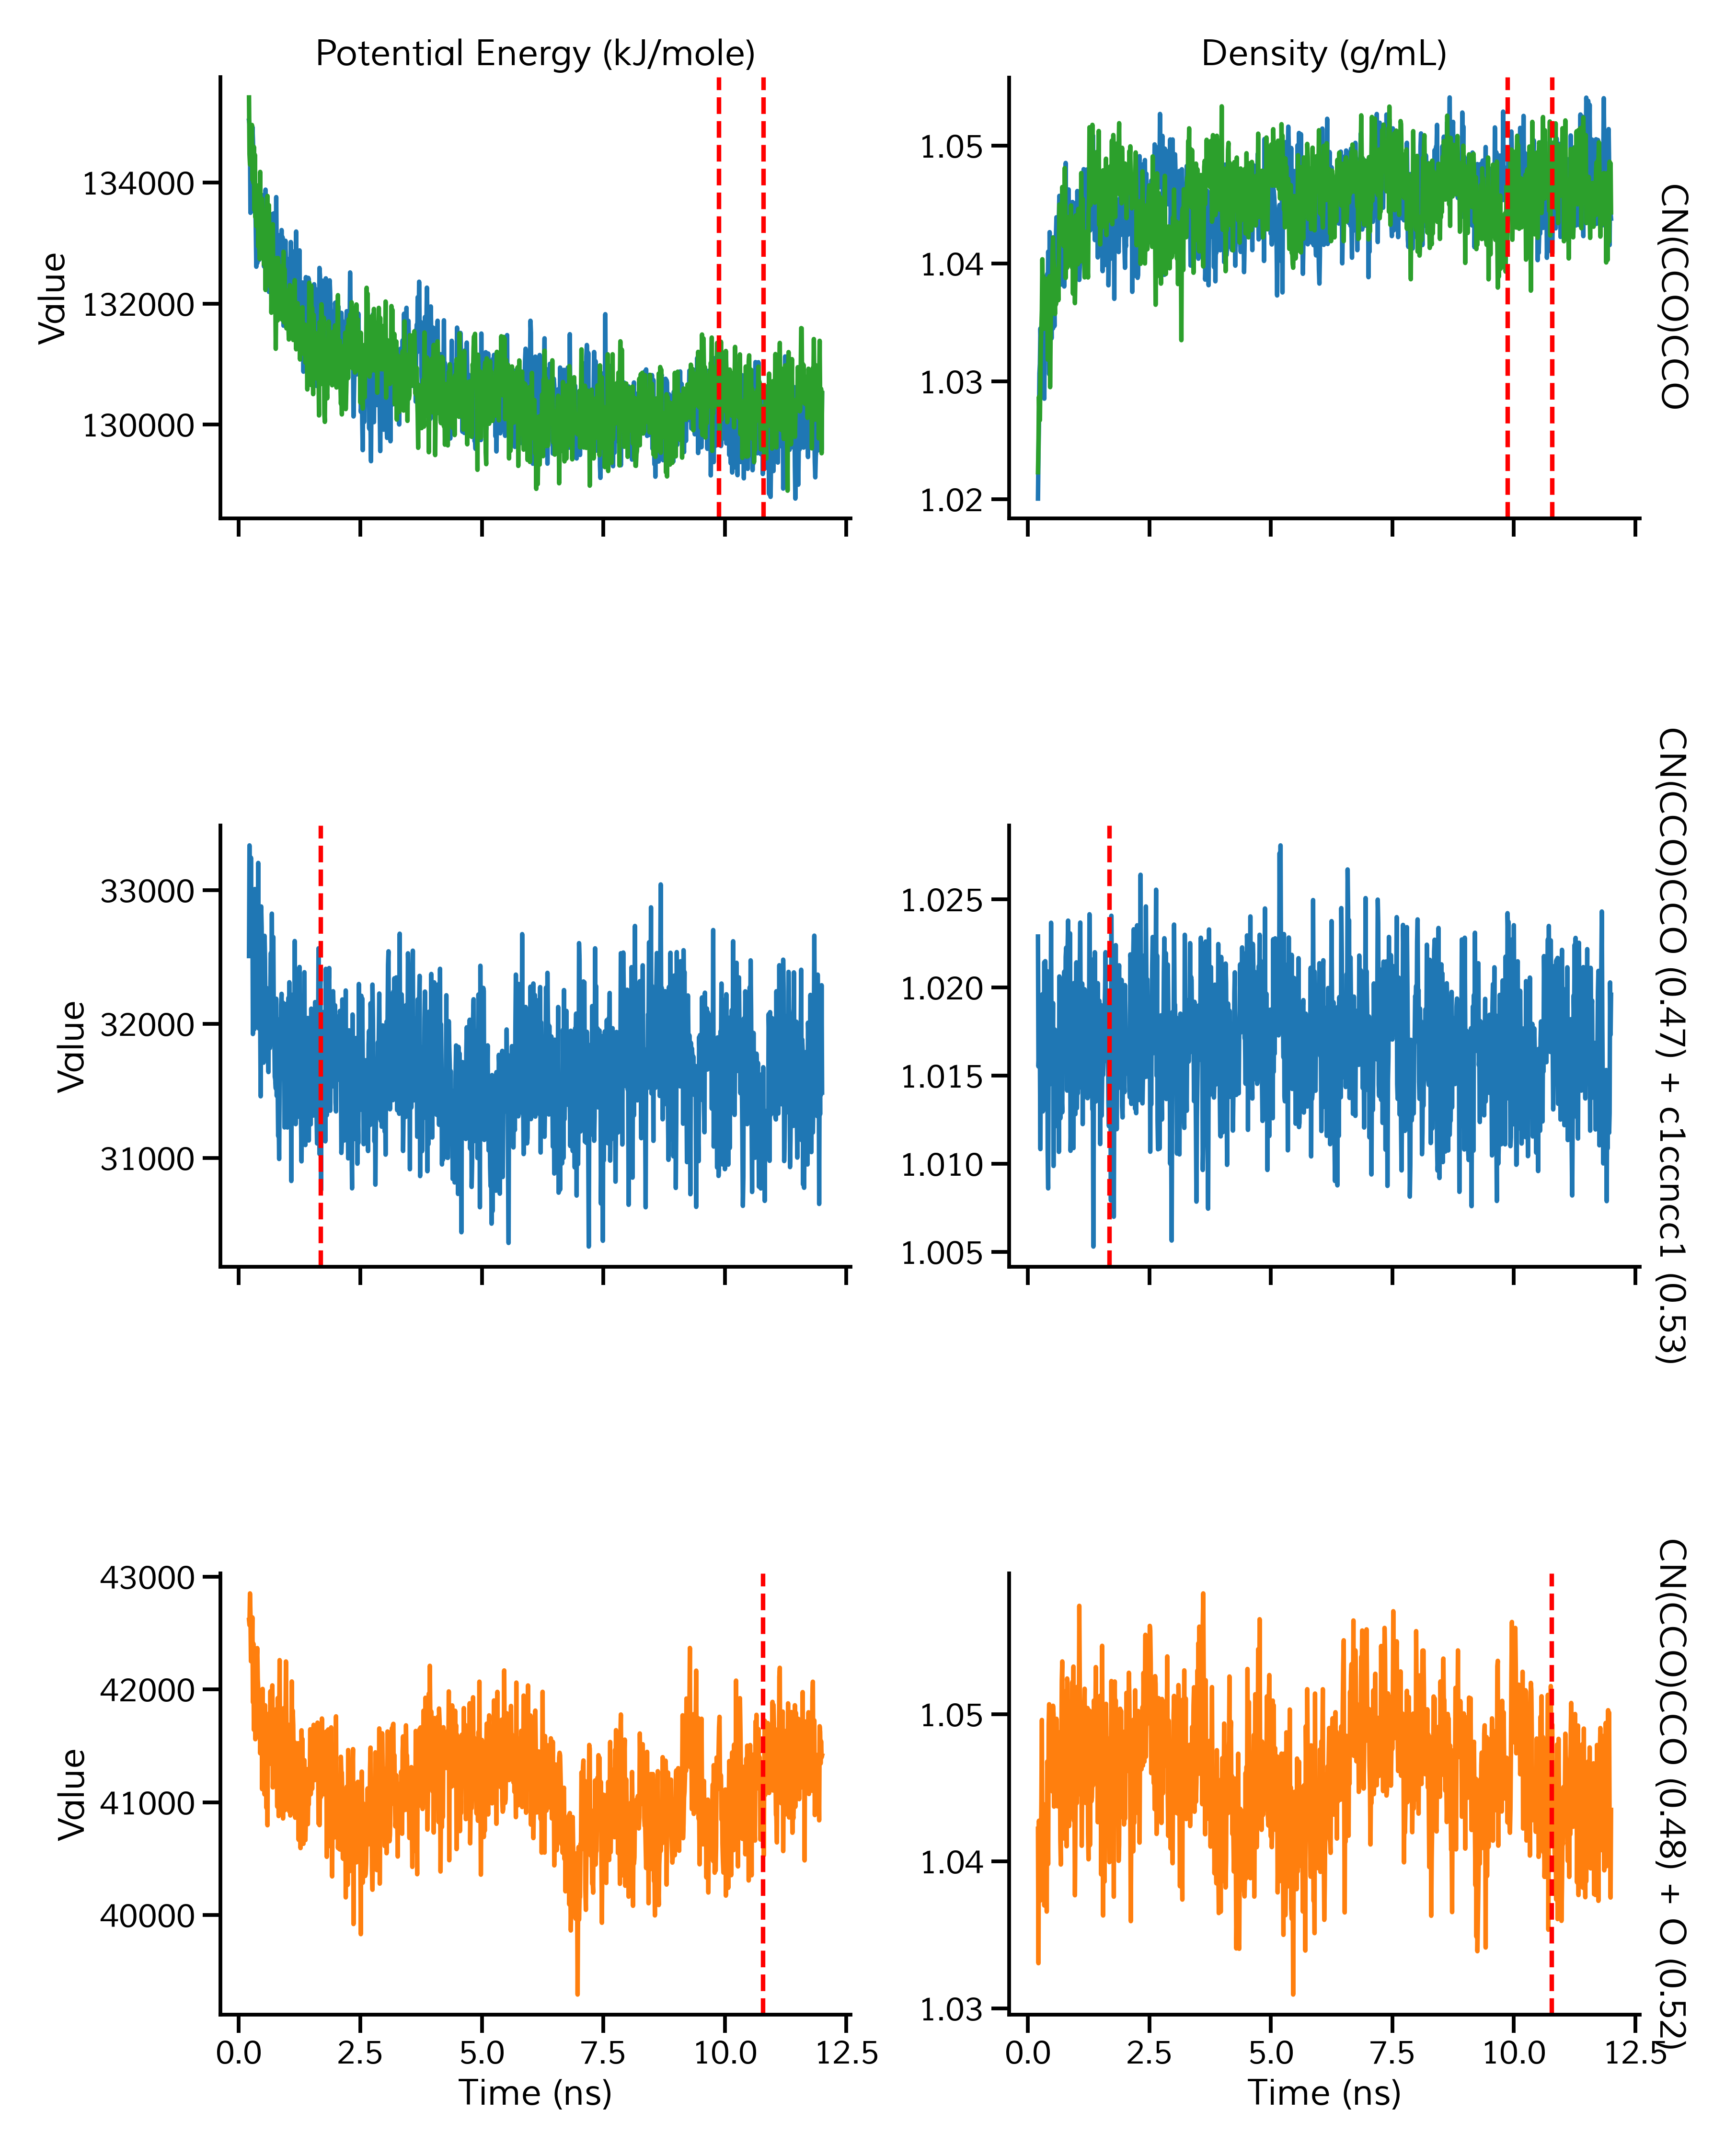 Potential Energy (kJ/mole)
Density (g/mL)
Value
134000
132000
130000
1.05
1.04
1.03
1.02
CN(CCO)CCO
Value
33000
32000
31000
1.025
1.020
1.015
1.010
1.005
CN(CCO)CCO (0.47) + c1ccncc1 (0.53)
Value
43000
42000
41000
40000
0.0 2.5 5.0 7.5 10.0 12.5
Time (ns)
1.05
1.04
1.03
0.0 2.5 5.0 7.5 10.0 12.5
Time (ns)
CN(CCO)CCO (0.48) + O (0.52)